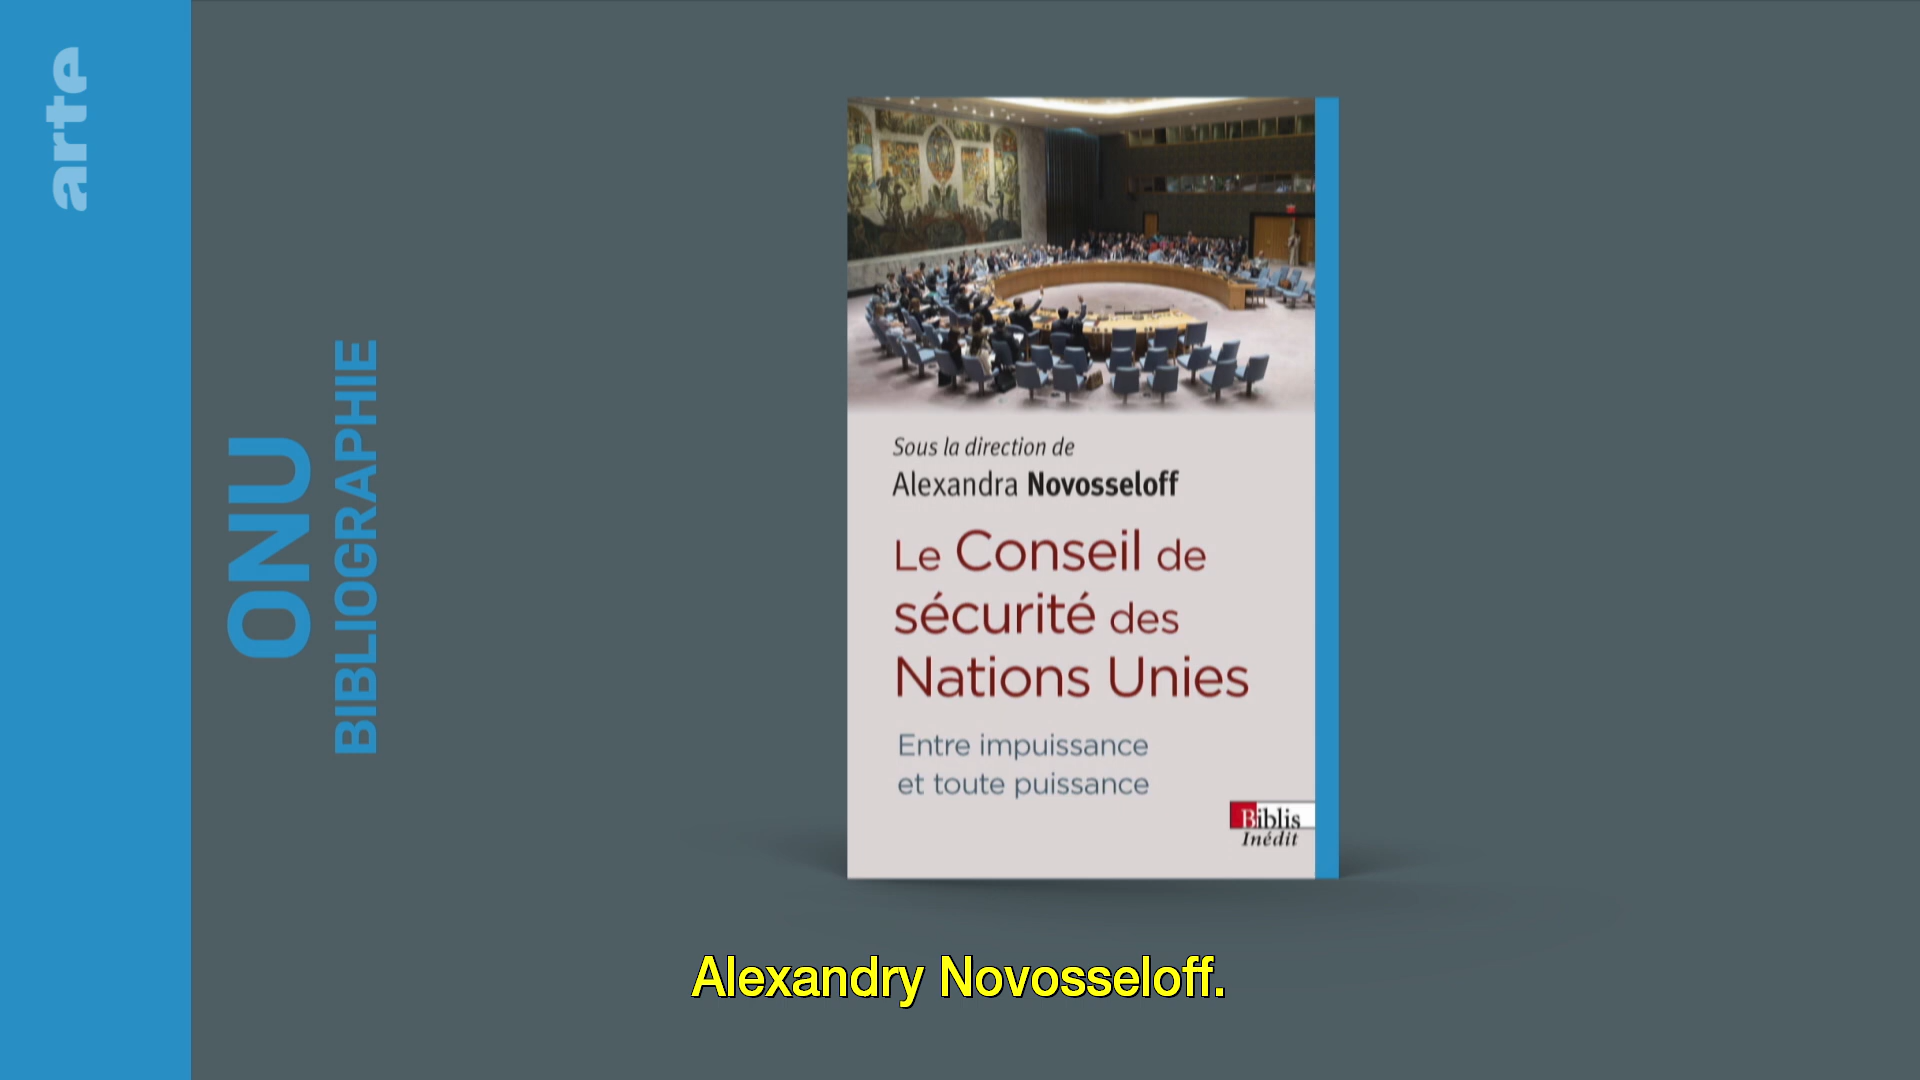 arte
ONU
BIBLIOGRAPHIE
Sous la direction de
Alexandra Novosseloff
Le Conseil de
sécurité des
Nations Unies
Entre impuissance
et toute puissance
Biblis
Inédit
Alexandry Novosseloff.